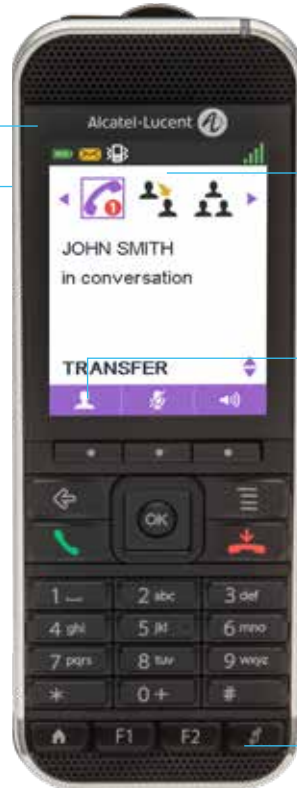 Alcatel-Lucent
1
JOHN SMITH
in conversation
TRANSFER
OK
1 2 abc 3 def
4 ghi 5 jkl 6 mno
7 pqrs 8 tuv 9 wxyz
* 0 + #
F1 F2